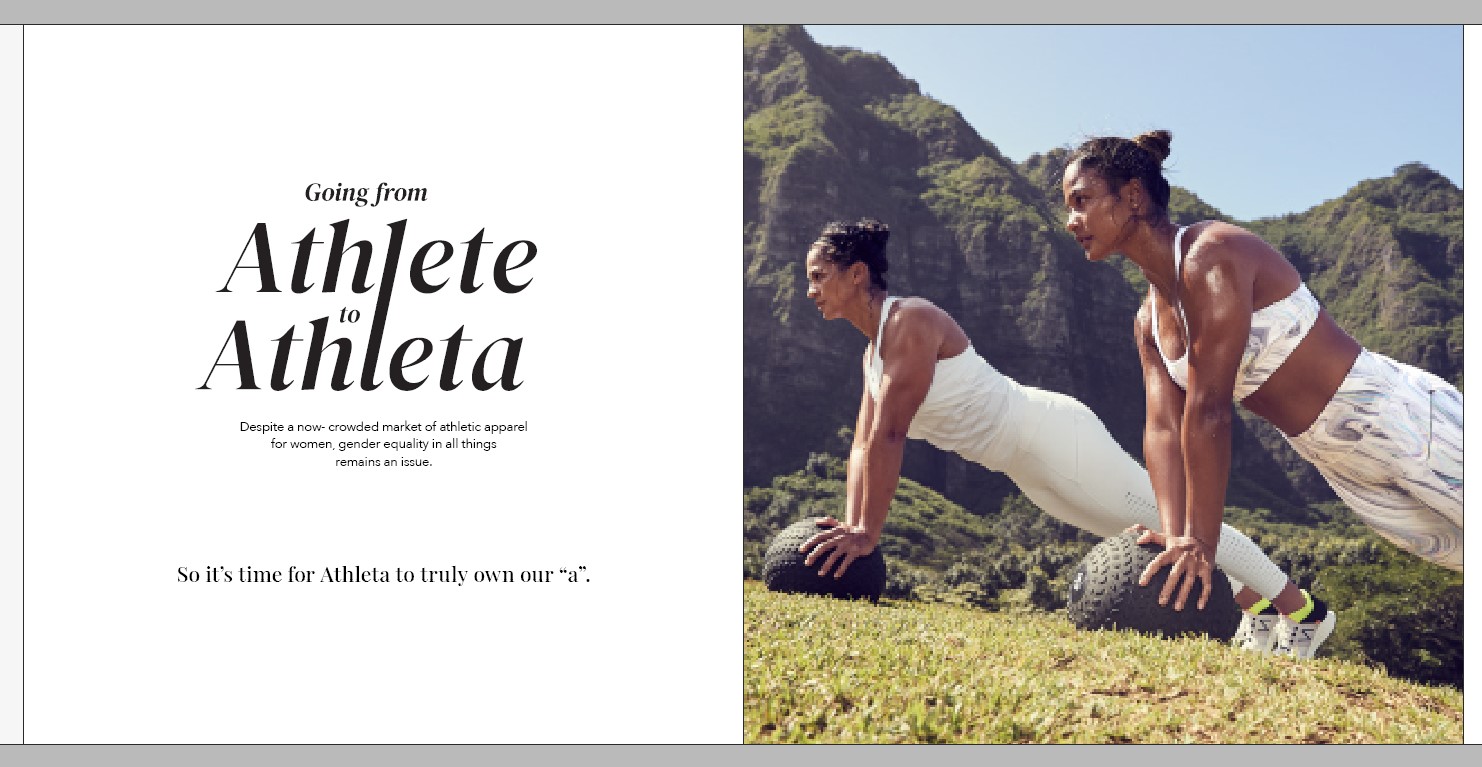 Going from
Athlete
to
Athleta
Despite a now- crowded market of athletic apparel
for women, gender equality in all things
remains an issue.
So it’s time for Athleta to truly own our “a”.